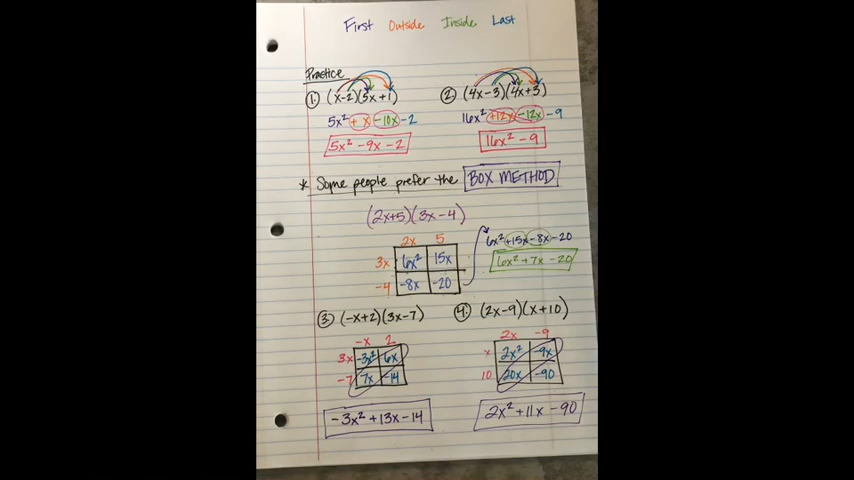 First Outside Inside Last
Practice
1. (x-2)(5x+1)
5x² + x - 10x - 2
5x² - 9x - 2
2. (4x-3)(4x+3)
16x² +12x -12x -9
16x² - 9
* Some people prefer the BOX METHOD
(2x+5)(3x-4)
2x 5
3x 6x² 15x
-4 -8x -20
6x² +15x -8x -20
6x² +7x -20
3. (-x+2)(3x-7)
-x 2
3x -3x² 6x
-7 7x -14
-3x² +13x -14
4. (2x-9)(x+10)
2x -9
x 2x² -9x
10 20x -90
2x² +11x -90